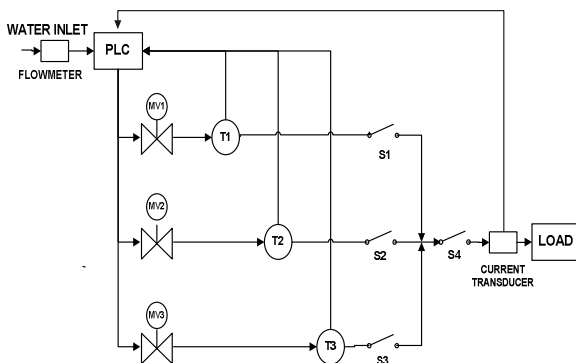 WATER INLET
PLC
FLOWMETER
MV1
T1
S1
MV2
T2
S2
S4
LOAD
CURRENT
TRANSDUCER
MV3
T3
S3